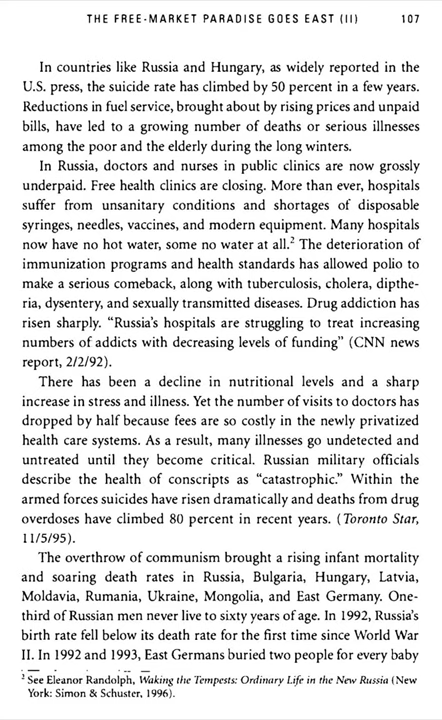 THE FREE-MARKET PARADISE GOES EAST (II) 107
In countries like Russia and Hungary, as widely reported in the
U.S. press, the suicide rate has climbed by 50 percent in a few years.
Reductions in fuel service, brought about by rising prices and unpaid
bills, have led to a growing number of deaths or serious illnesses
among the poor and the elderly during the long winters.
In Russia, doctors and nurses in public clinics are now grossly
underpaid. Free health clinics are closing. More than ever, hospitals
suffer from unsanitary conditions and shortages of disposable
syringes, needles, vaccines, and modern equipment. Many hospitals
now have no hot water, some no water at all.² The deterioration of
immunization programs and health standards has allowed polio to
make a serious comeback, along with tuberculosis, cholera, dipthe-
ria, dysentery, and sexually transmitted diseases. Drug addiction has
risen sharply. “Russia’s hospitals are struggling to treat increasing
numbers of addicts with decreasing levels of funding” (CNN news
report, 2/2/92).
There has been a decline in nutritional levels and a sharp
increase in stress and illness. Yet the number of visits to doctors has
dropped by half because fees are so costly in the newly privatized
health care systems. As a result, many illnesses go undetected and
untreated until they become critical. Russian military officials
describe the health of conscripts as “catastrophic.” Within the
armed forces suicides have risen dramatically and deaths from drug
overdoses have climbed 80 percent in recent years. (Toronto Star,
11/5/95).
The overthrow of communism brought a rising infant mortality
and soaring death rates in Russia, Bulgaria, Hungary, Latvia,
Moldavia, Rumania, Ukraine, Mongolia, and East Germany. One-
third of Russian men never live to sixty years of age. In 1992, Russia’s
birth rate fell below its death rate for the first time since World War
II. In 1992 and 1993, East Germans buried two people for every baby
² See Eleanor Randolph, Waking the Tempests: Ordinary Life in the New Russia (New
York: Simon & Schuster, 1996).